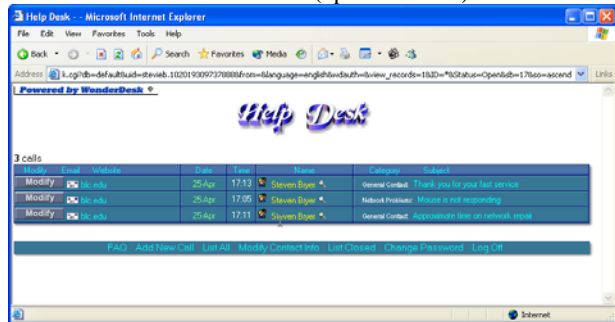 Help Desk - - Microsoft Internet Explorer
File Edit View Favorites Tools Help
Back Search Favorites Media
Address k.cgi?db=default&uid=stevieb.1020193097378888&from=&language=english&wdauth=&view_records=1&ID=*&Status=Open&sb=17&so=ascend Links
Powered by WonderDesk
Help Desk
3 calls
Modify Email Website Date Time Name Category Subject
Modify blc.edu 25-Apr 17:13 Steven Bryer General Contact: Thank you for your fast service
Modify blc.edu 25-Apr 17:05 Steven Bryer Network Problems: Mouse is not responding
Modify blc.edu 25-Apr 17:11 Steven Bryer General Contact: Approximate time on network repair
FAQ Add New Call List All Modify Contact Info List Closed Change Password Log Off
Internet